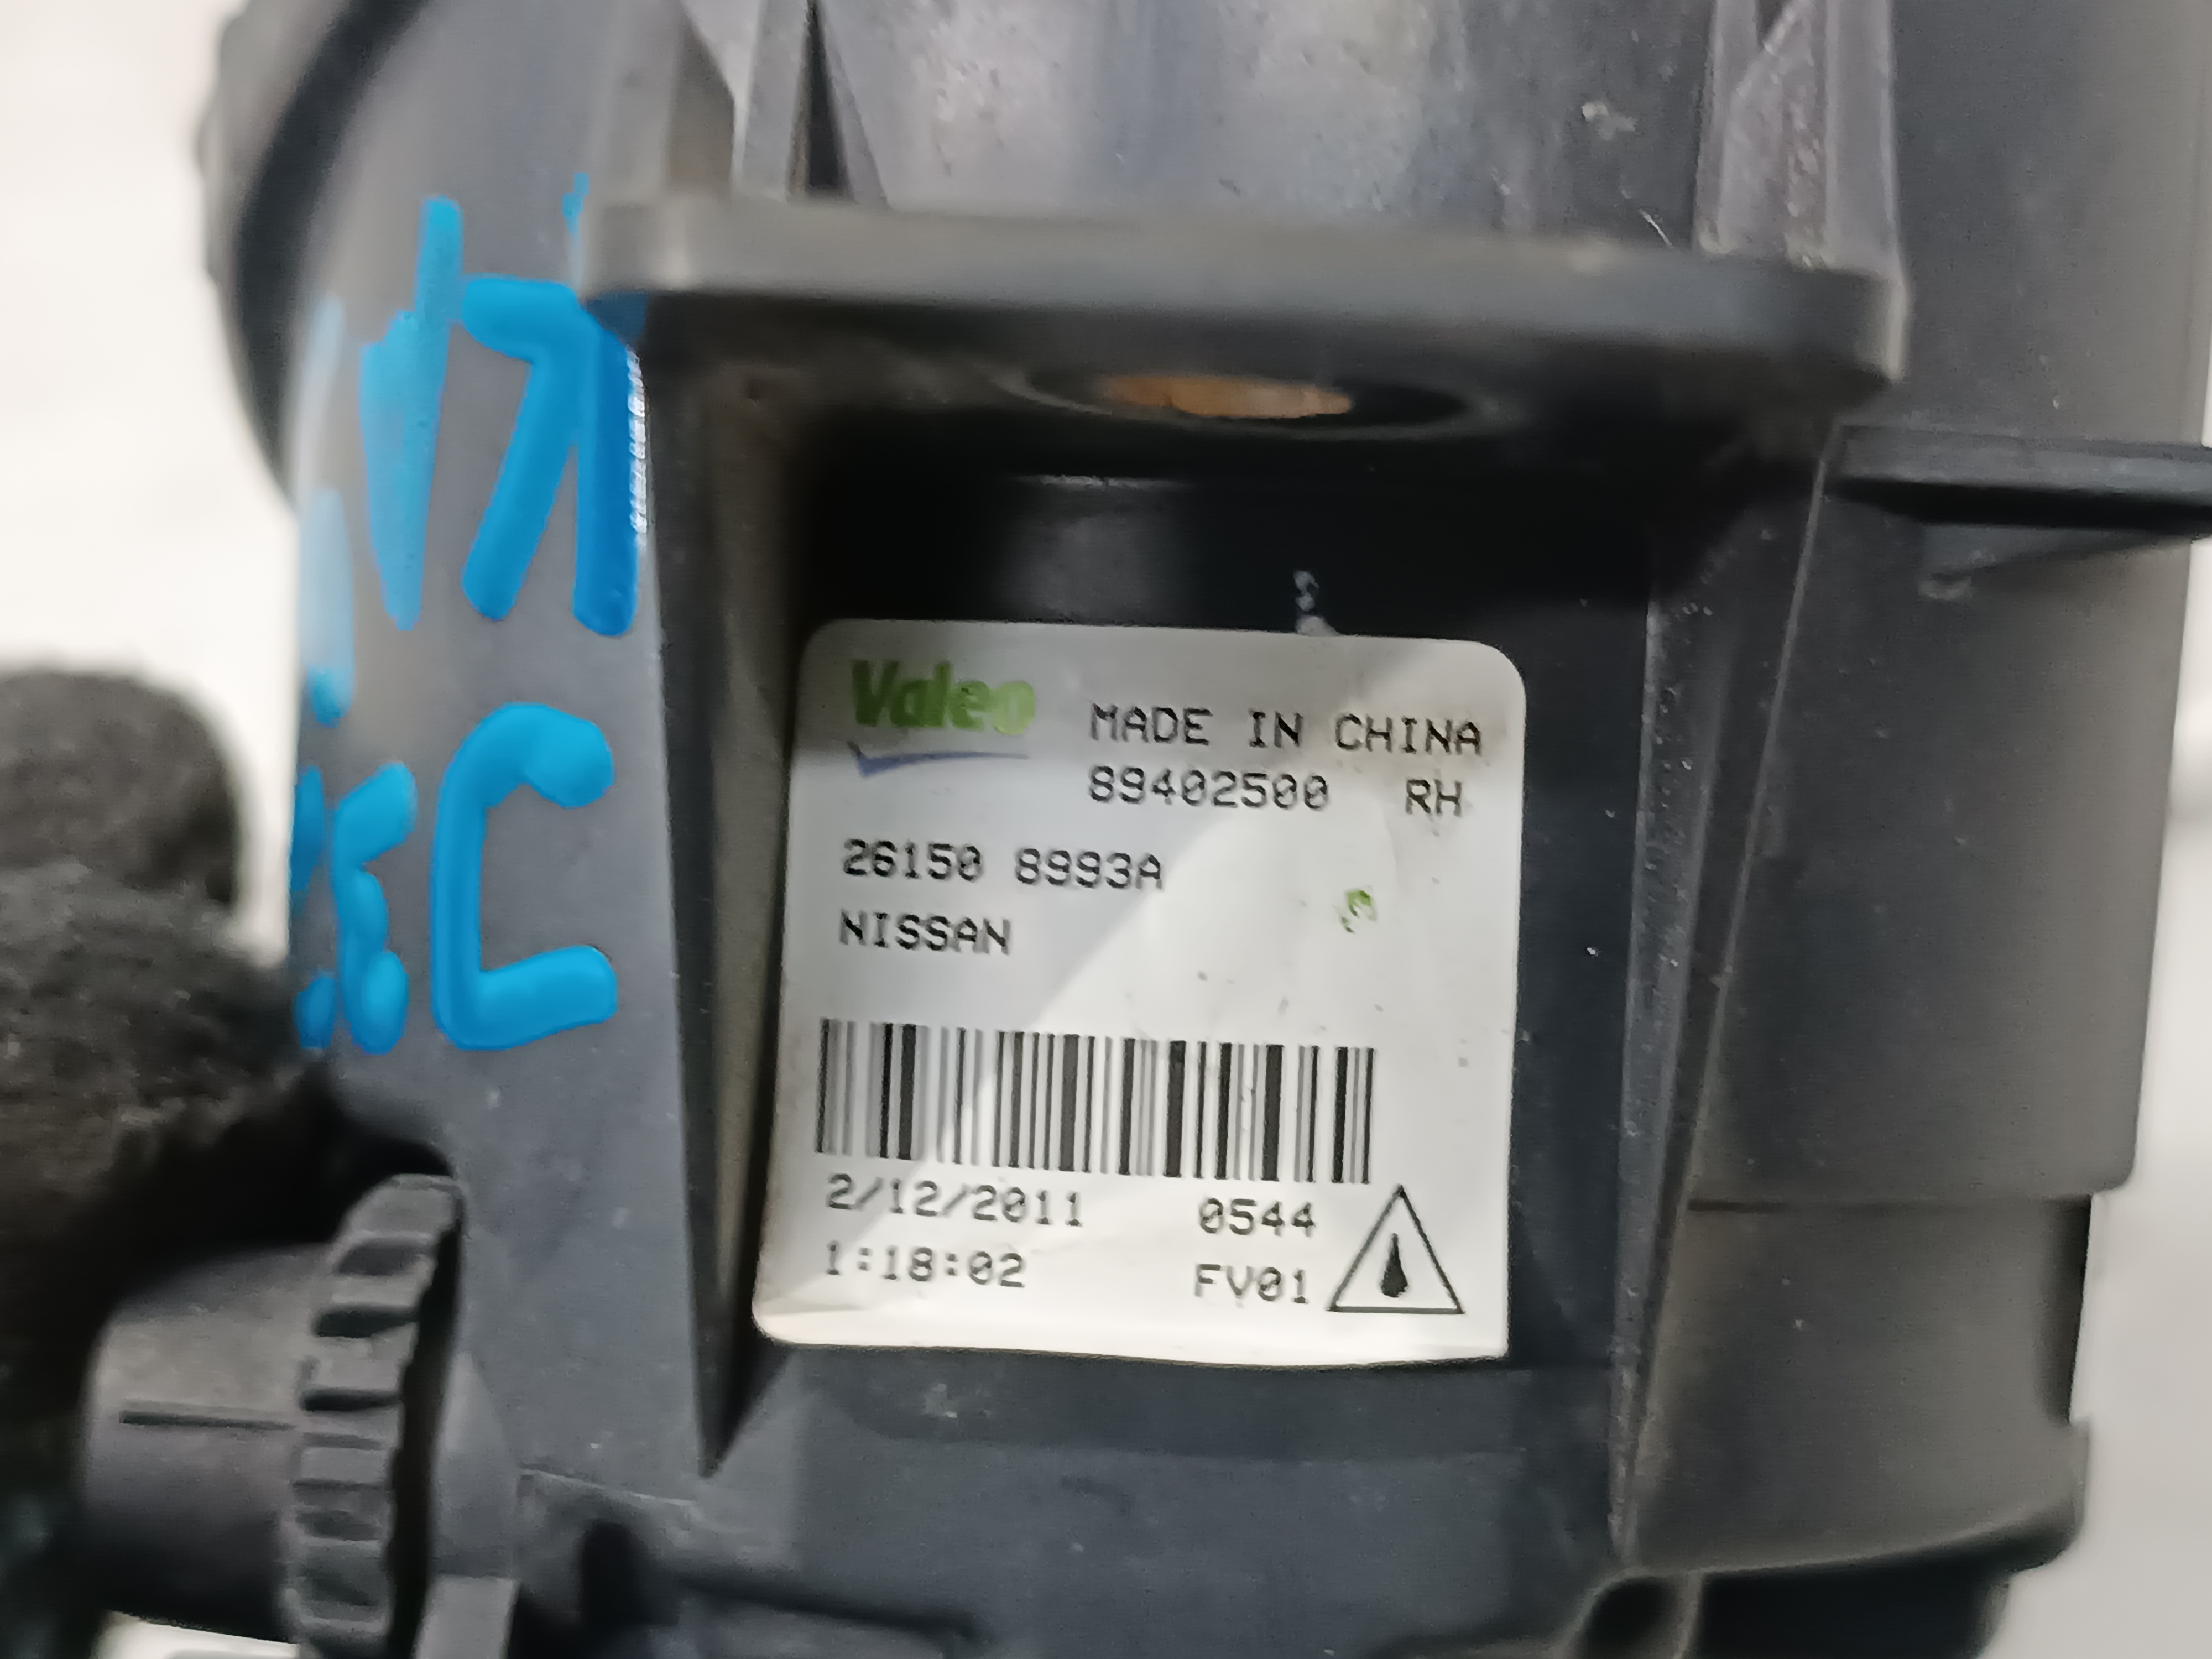 Valeo
MADE IN CHINA
89402500 RH
26150 8993A
NISSAN
2/12/2011 0544
1:18:02 FV01